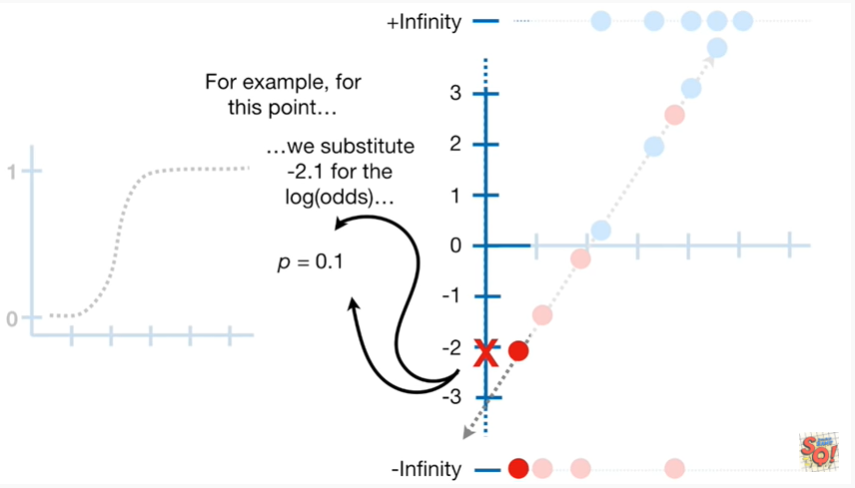 +Infinity
For example, for
this point…
…we substitute
-2.1 for the
log(odds)…
p = 0.1
1
0
3
2
1
0
-1
-2
X
-3
-Infinity
SQ!